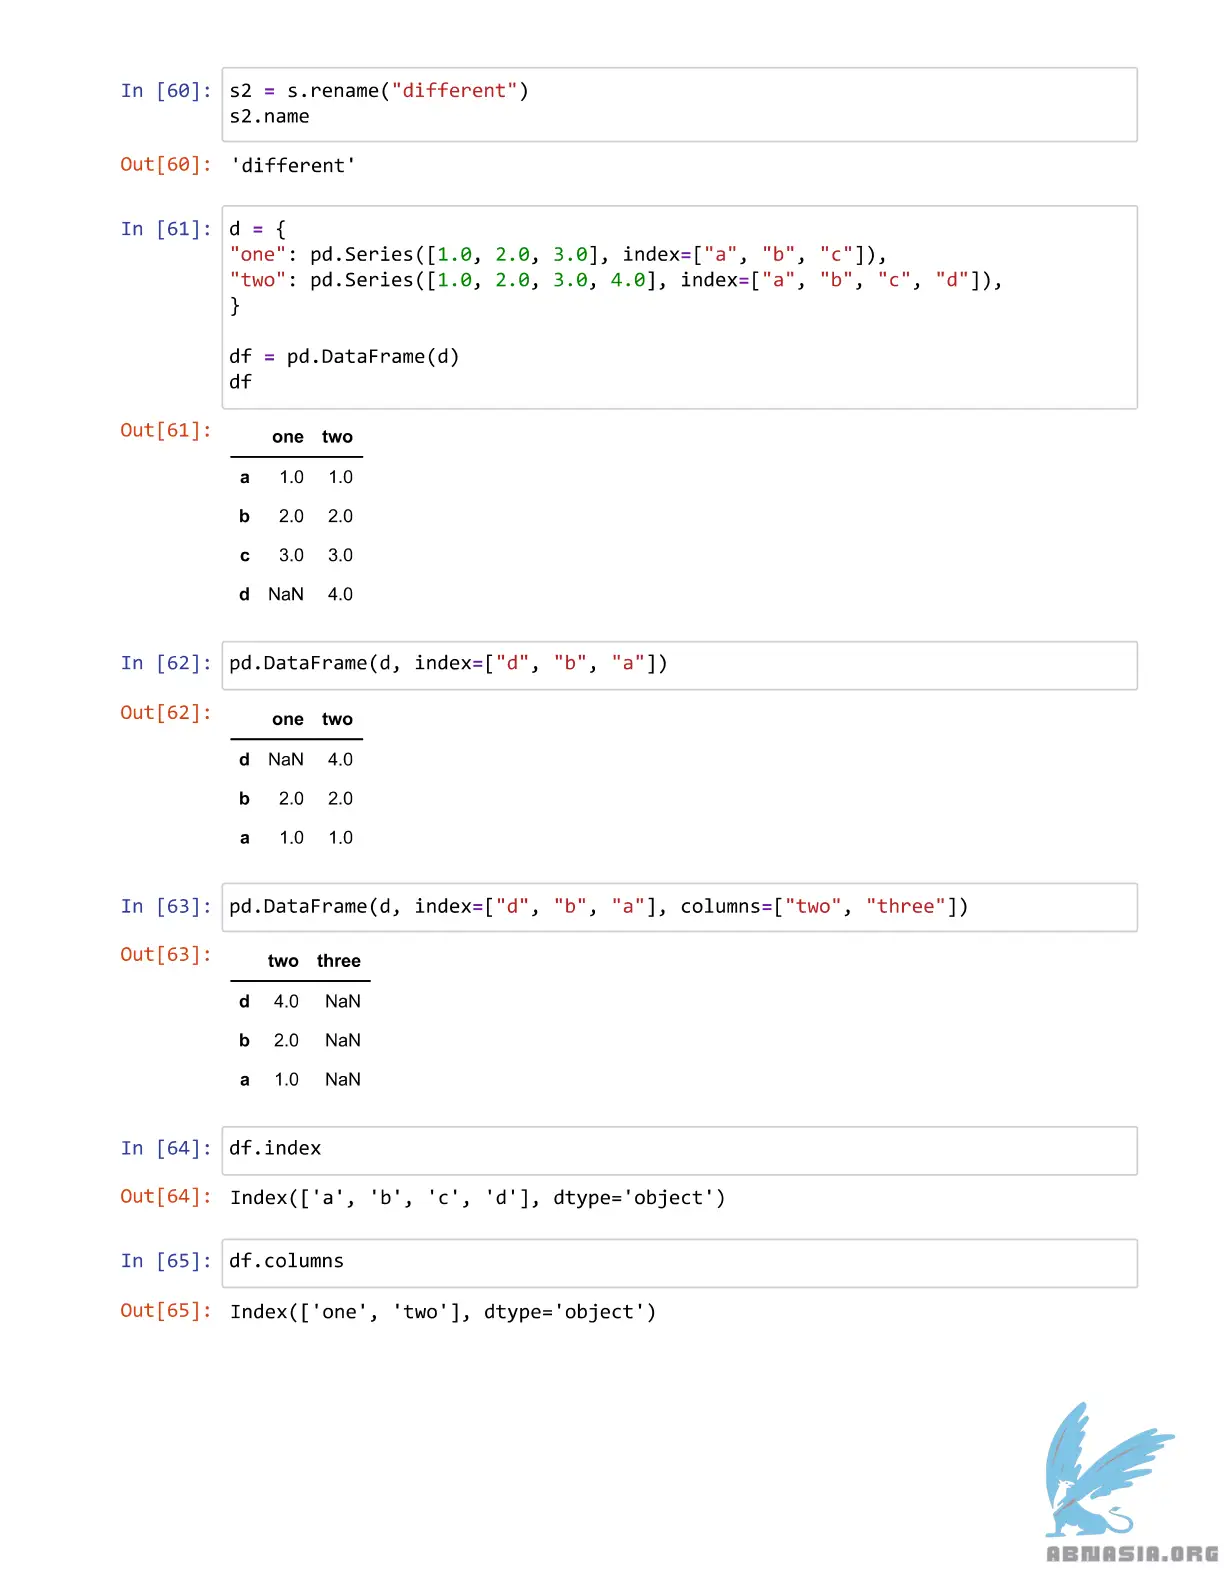 In [60]: s2 = s.rename("different")
s2.name
Out[60]: 'different'
In [61]: d = {
"one": pd.Series([1.0, 2.0, 3.0], index=["a", "b", "c"]),
"two": pd.Series([1.0, 2.0, 3.0, 4.0], index=["a", "b", "c", "d"]),
}
df = pd.DataFrame(d)
df
Out[61]:
one two
a 1.0 1.0
b 2.0 2.0
c 3.0 3.0
d NaN 4.0
In [62]: pd.DataFrame(d, index=["d", "b", "a"])
Out[62]:
one two
d NaN 4.0
b 2.0 2.0
a 1.0 1.0
In [63]: pd.DataFrame(d, index=["d", "b", "a"], columns=["two", "three"])
Out[63]:
two three
d 4.0 NaN
b 2.0 NaN
a 1.0 NaN
In [64]: df.index
Out[64]: Index(['a', 'b', 'c', 'd'], dtype='object')
In [65]: df.columns
Out[65]: Index(['one', 'two'], dtype='object')
ABNASIA.ORG